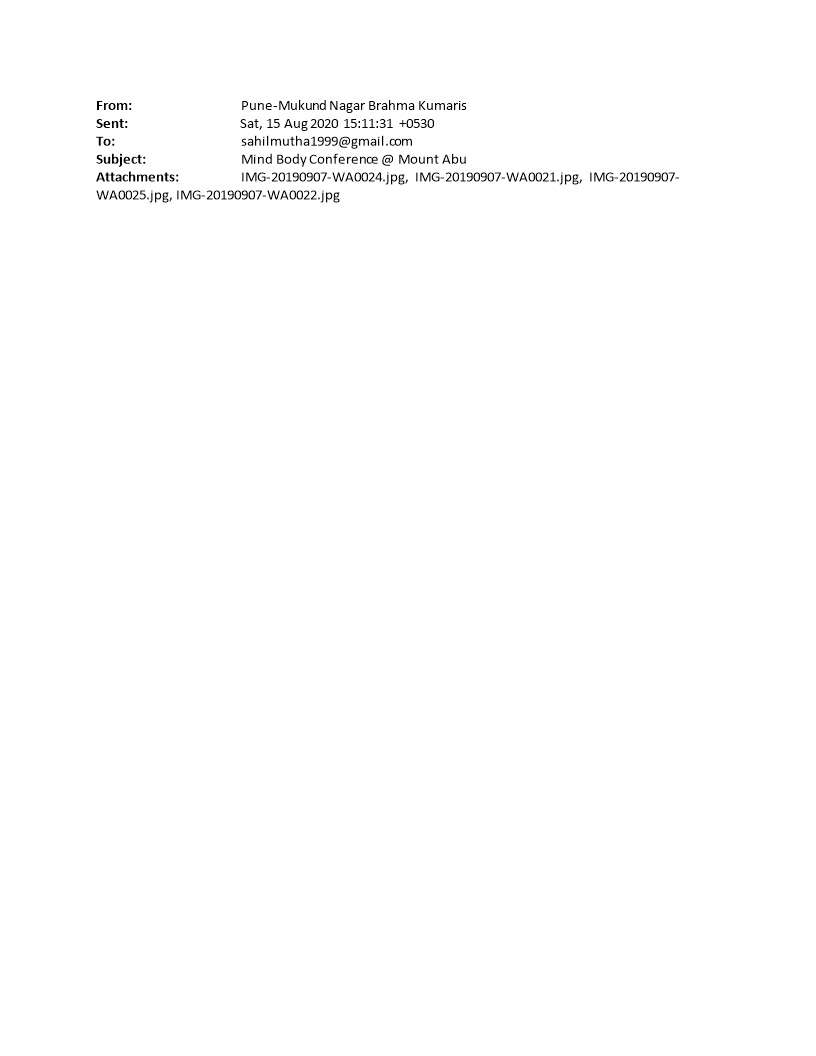 From: Pune-Mukund Nagar Brahma Kumaris
Sent: Sat, 15 Aug 2020 15:11:31 +0530
To: sahilmutha1999@gmail.com
Subject: Mind Body Conference @ Mount Abu
Attachments: IMG-20190907-WA0024.jpg, IMG-20190907-WA0021.jpg, IMG-20190907-
WA0025.jpg, IMG-20190907-WA0022.jpg